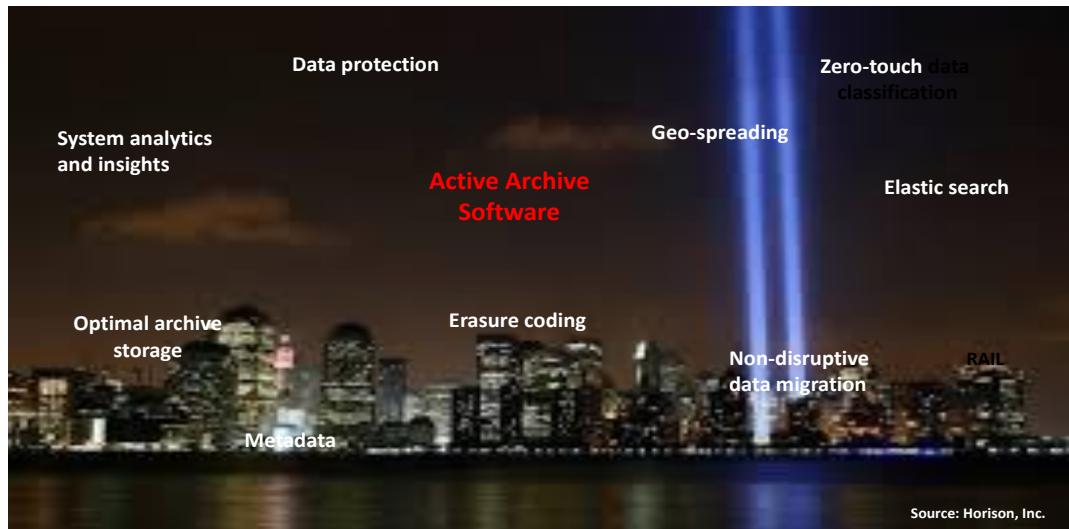 Data protection
Zero-touch data
classification
System analytics
and insights
Geo-spreading
Active Archive
Software
Elastic search
Optimal archive
storage
Erasure coding
Non-disruptive
data migration
RAIL
Metadata
Source: Horison, Inc.